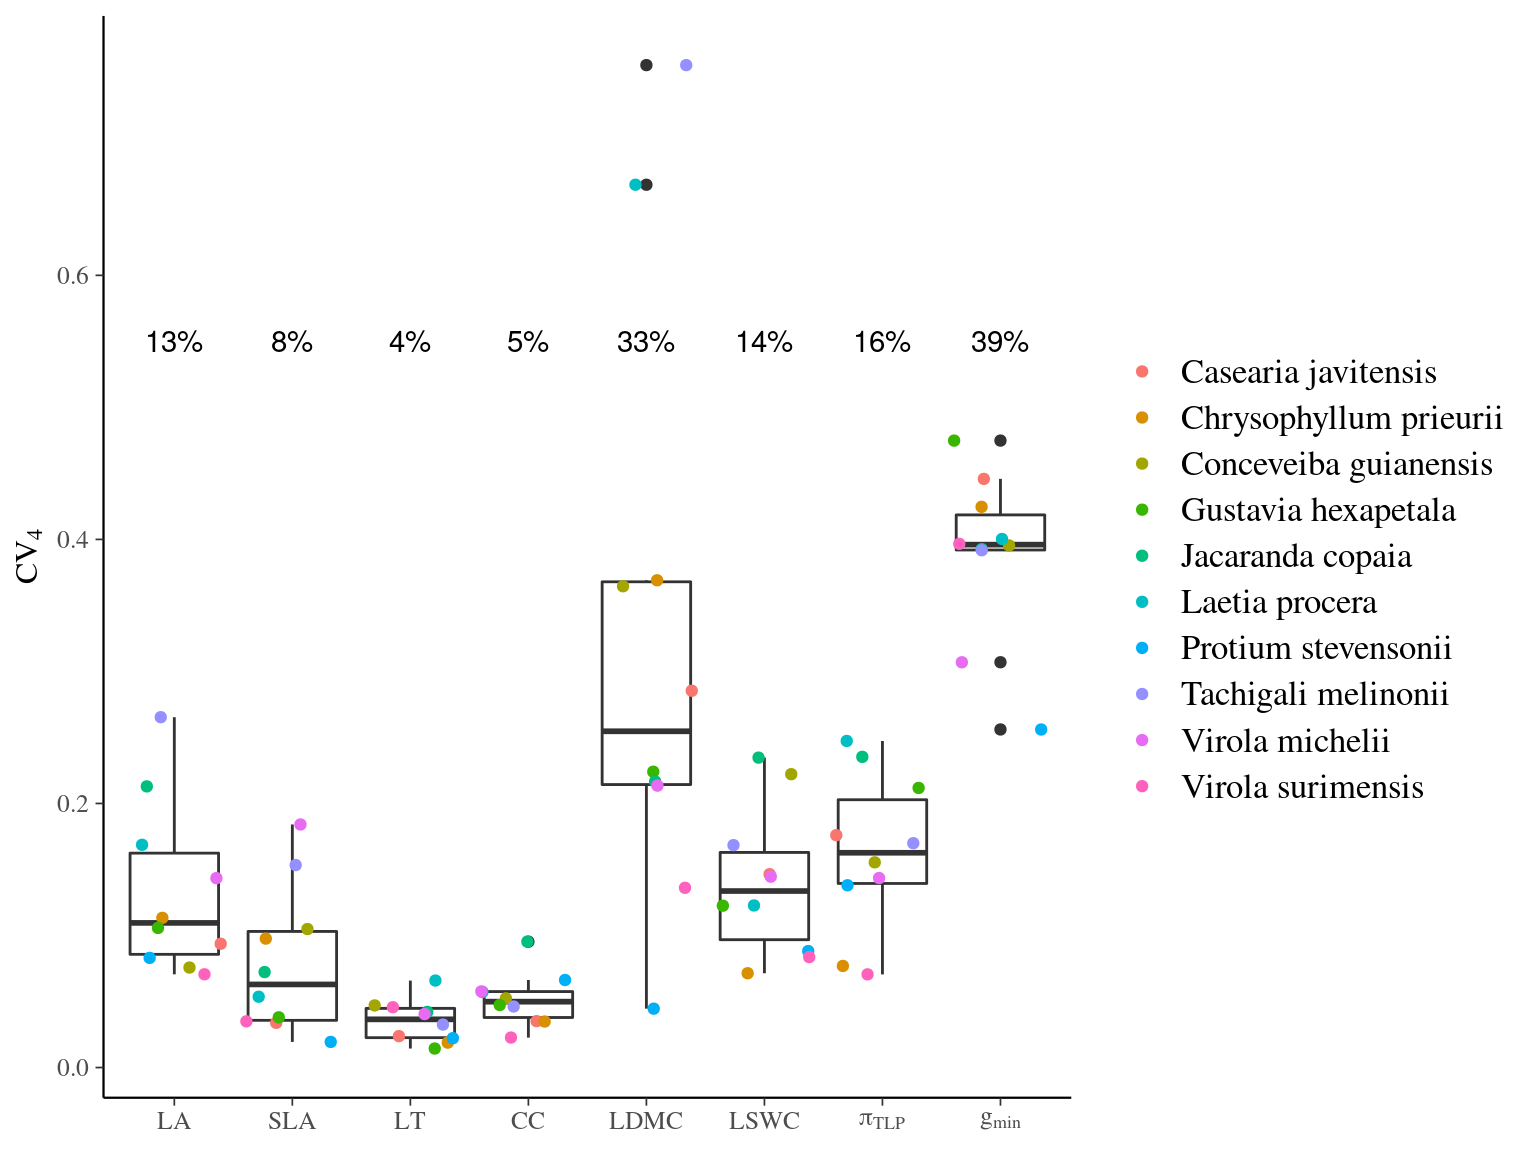 CV4
0.6
0.4
0.2
0.0
13% 8% 4% 5% 33% 14% 16% 39%
LA SLA LT CC LDMC LSWC πTLP gmin
Casearia javitensis
Chrysophyllum prieurii
Conceveiba guianensis
Gustavia hexapetala
Jacaranda copaia
Laetia procera
Protium stevensonii
Tachigali melinonii
Virola michelii
Virola surimensis